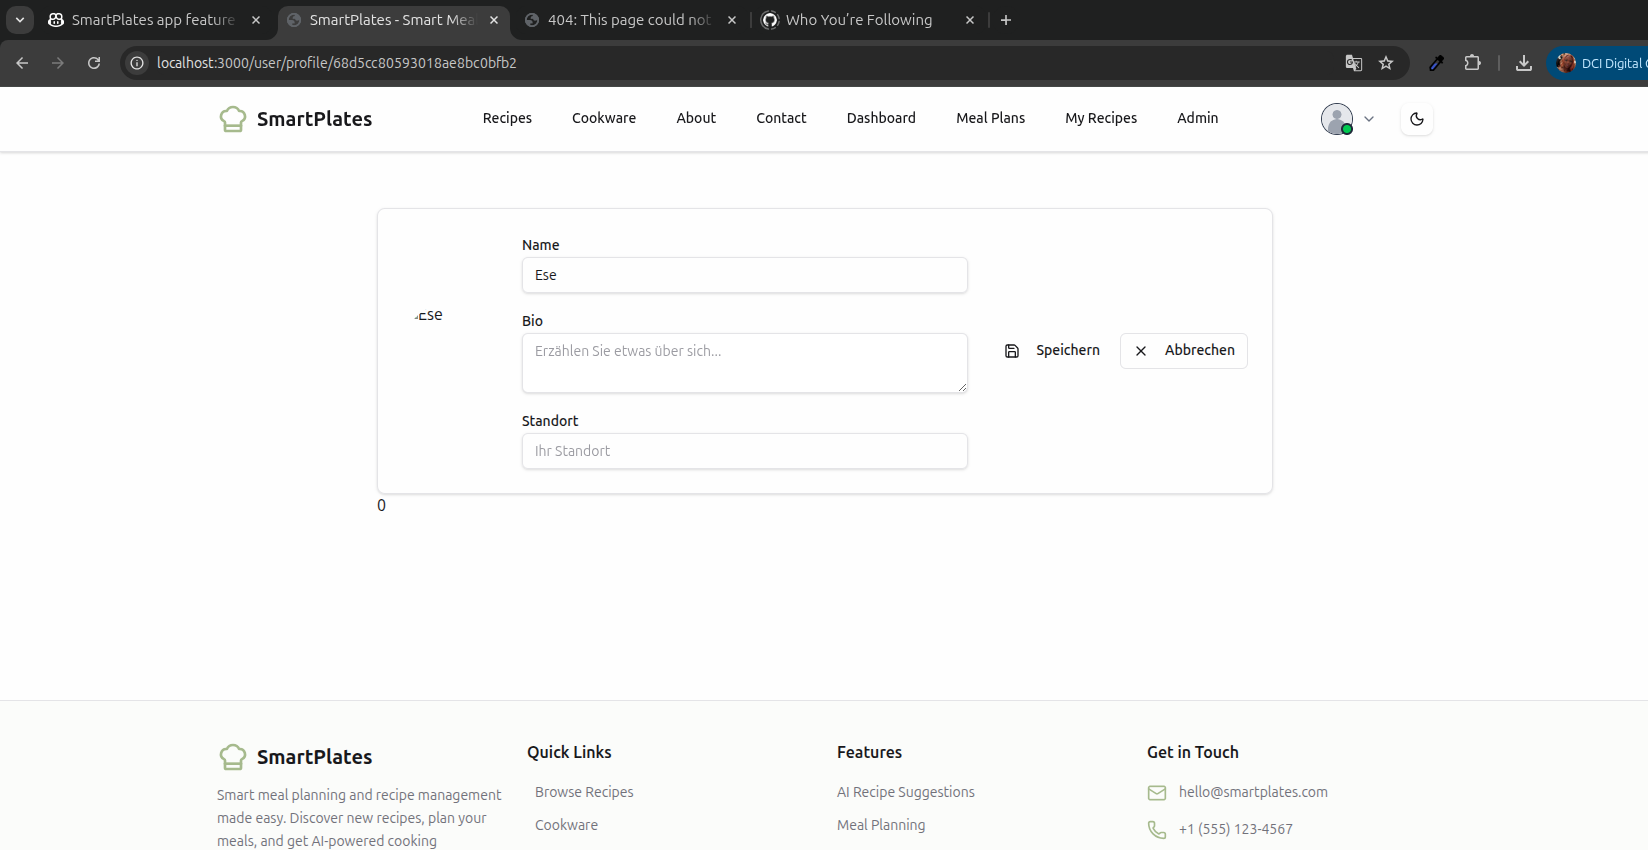 SmartPlates app feature
SmartPlates - Smart Mea
404: This page could not
Who You're Following
localhost:3000/user/profile/68d5cc80593018ae8bc0bfb2
DCI Digital
SmartPlates
Recipes
Cookware
About
Contact
Dashboard
Meal Plans
My Recipes
Admin
Name
Ese
Ese
Bio
Erzählen Sie etwas über sich...
Speichern
Abbrechen
Standort
Ihr Standort
0
SmartPlates
Smart meal planning and recipe management
made easy. Discover new recipes, plan your
meals, and get AI-powered cooking
Quick Links
Browse Recipes
Cookware
Features
AI Recipe Suggestions
Meal Planning
Get in Touch
hello@smartplates.com
+1 (555) 123-4567